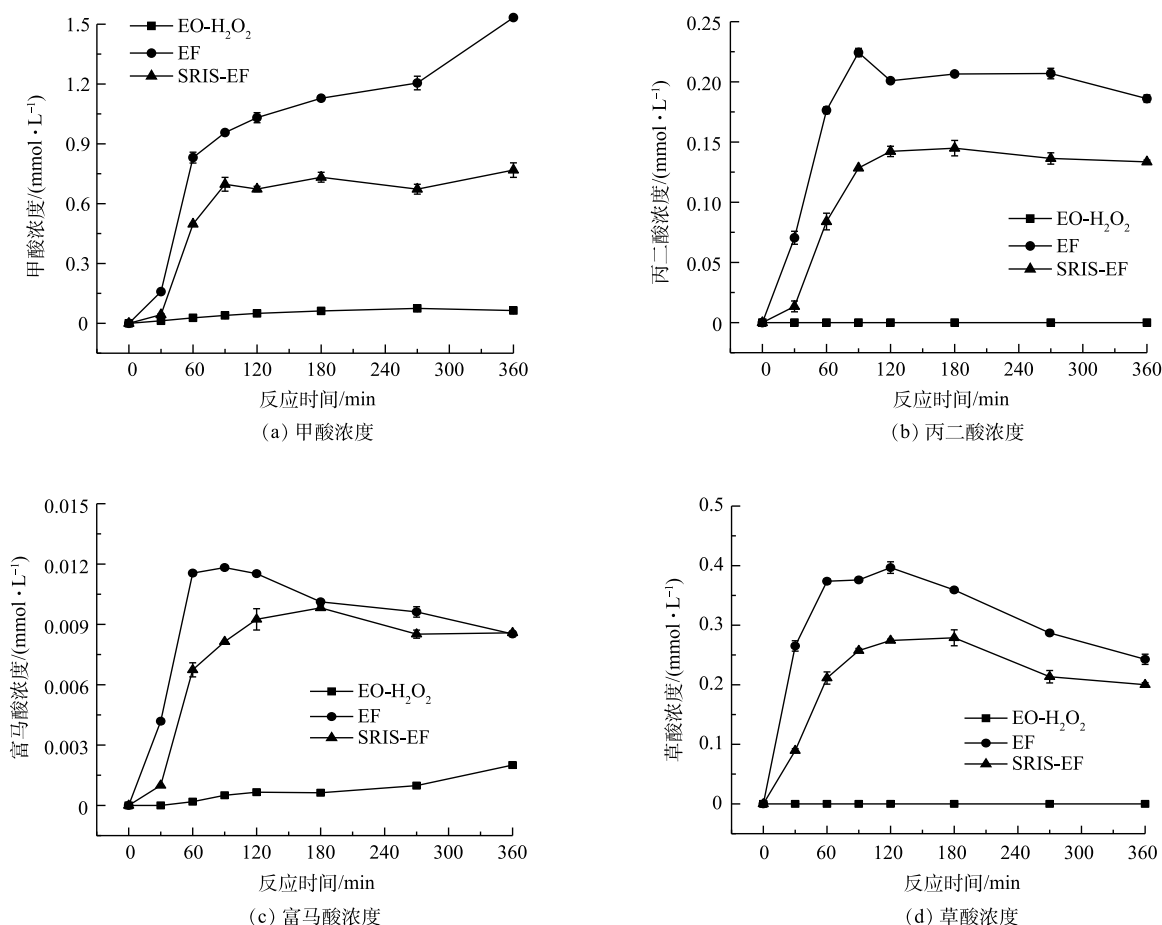 1.5
1.2
0.9
0.6
0.3
0
甲酸浓度/(mmol·L⁻¹)
EO-H₂O₂
EF
SRIS-EF
0 60 120 180 240 300 360
反应时间/min
(a) 甲酸浓度
0.25
0.20
0.15
0.10
0.05
0
丙二酸浓度/(mmol·L⁻¹)
EO-H₂O₂
EF
SRIS-EF
0 60 120 180 240 300 360
反应时间/min
(b) 丙二酸浓度
0.015
0.012
0.009
0.006
0.003
0
富马酸浓度/(mmol·L⁻¹)
EO-H₂O₂
EF
SRIS-EF
0 60 120 180 240 300 360
反应时间/min
(c) 富马酸浓度
0.5
0.4
0.3
0.2
0.1
0
草酸浓度/(mmol·L⁻¹)
EO-H₂O₂
EF
SRIS-EF
0 60 120 180 240 300 360
反应时间/min
(d) 草酸浓度